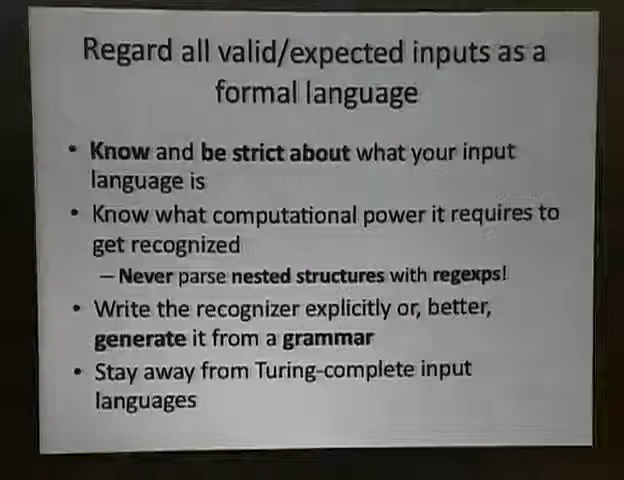 Regard all valid/expected inputs as a
formal language
• Know and be strict about what your input
language is
• Know what computational power it requires to
get recognized
– Never parse nested structures with regexps!
• Write the recognizer explicitly or, better,
generate it from a grammar
• Stay away from Turing-complete input
languages